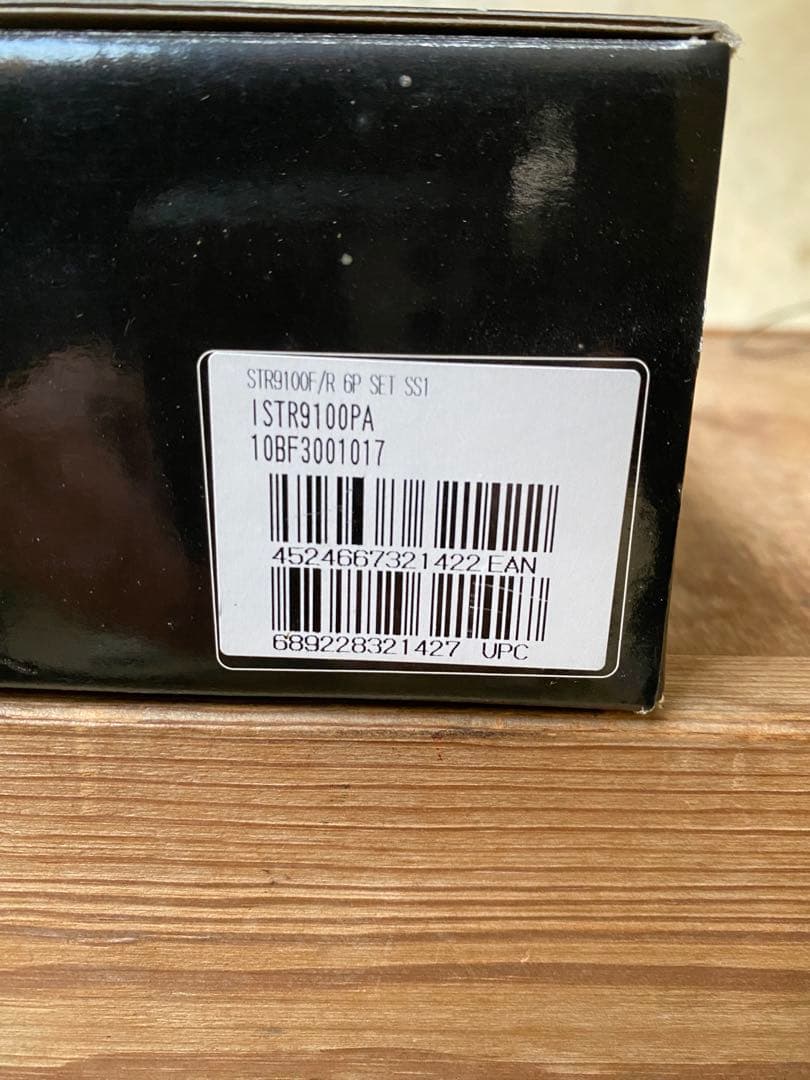 STR9100F/R 6P SET SS1
ISTR9100PA
10BF3001017
4524667321422 EAN
689228321427 UPC